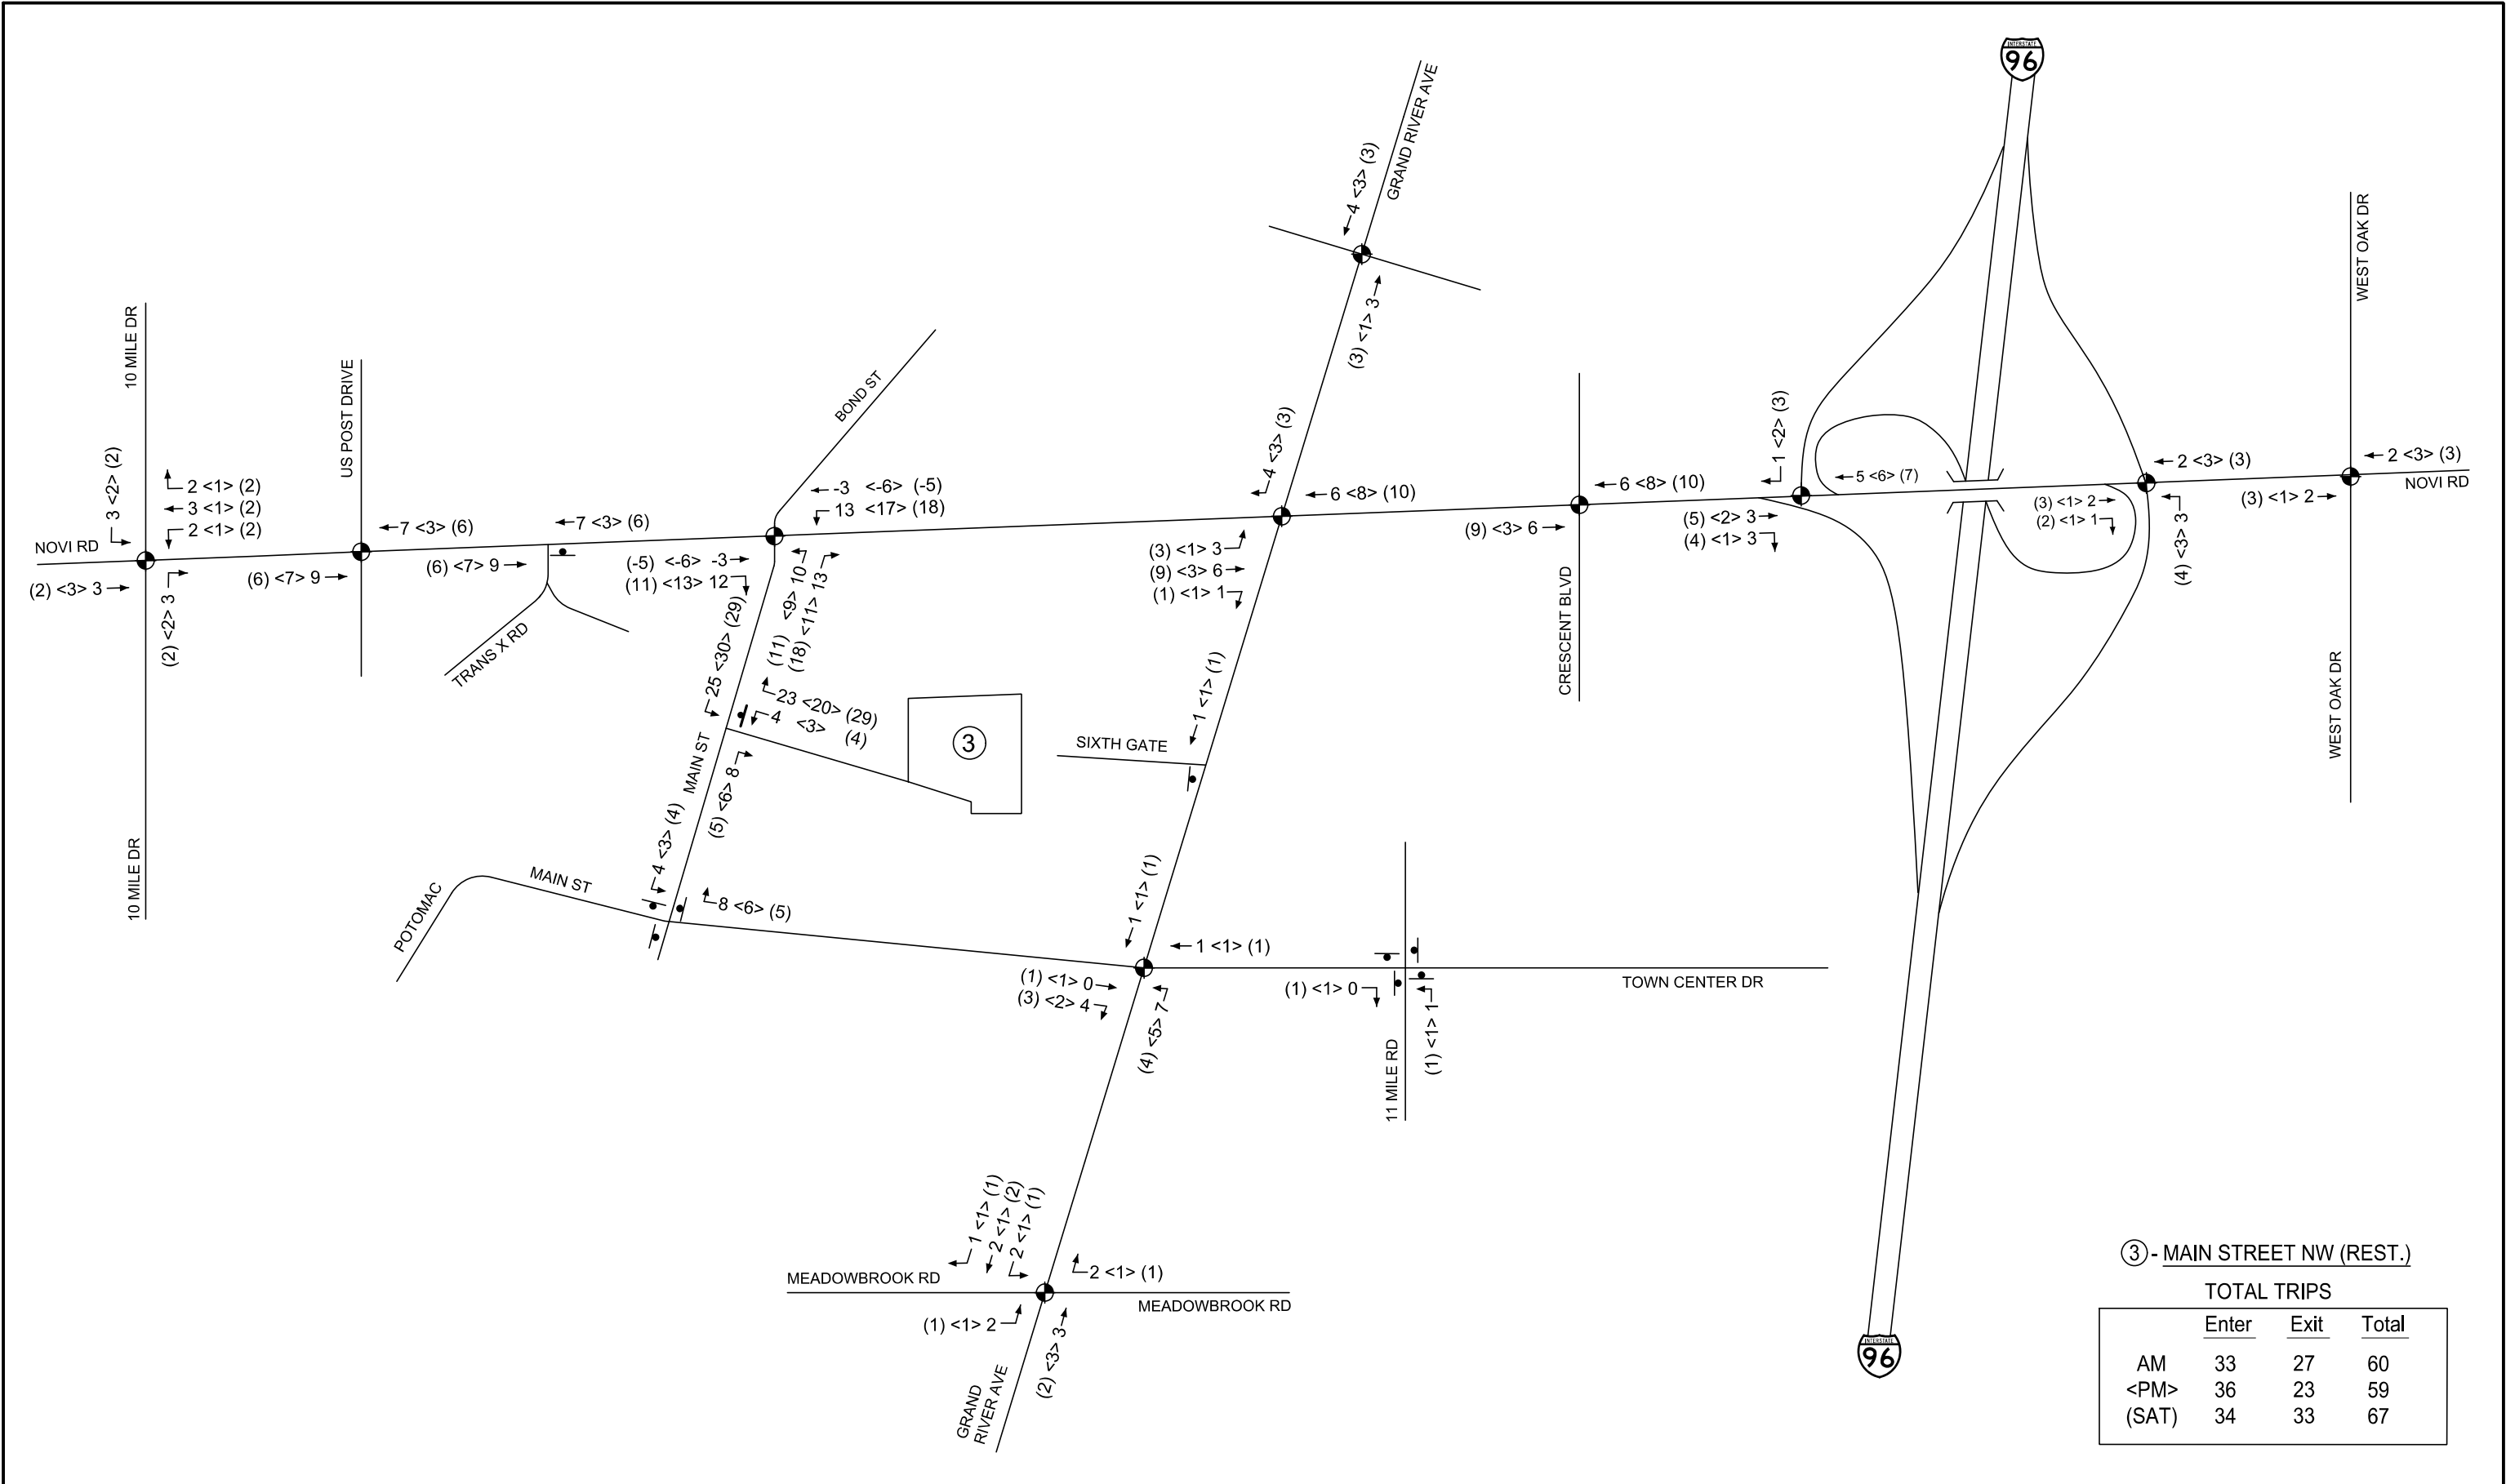 INTERSTATE
96
GRAND RIVER AVE
4 <3> (3)
(3) <1> 3
10 MILE DR
3 <2> (2)
2 <1> (2)
3 <1> (2)
2 <1> (2)
NOVI RD
(2) <3> 3
(2) <2> 3
10 MILE DR
US POST DRIVE
7 <3> (6)
(6) <7> 9
7 <3> (6)
(6) <7> 9
TRANS X RD
BOND ST
-3 <-6> (-5)
13 <17> (18)
(-5) <-6> -3
(11) <13> 12
(11) <9> 10
(18) <11> 13
25 <30> (29)
23 <20> (29)
4 <3> (4)
MAIN ST
(5) <6> 8
4 <3> (4)
8 <6> (5)
MAIN ST
POTOMAC
3
4 <3> (3)
6 <8> (10)
(3) <1> 3
(9) <3> 6
(1) <1> 1
1 <1> (1)
SIXTH GATE
1 <1> (1)
1 <1> (1)
(1) <1> 0
(3) <2> 4
(4) <5> 7
6 <8> (10)
(9) <3> 6
CRESCENT BLVD
1 <2> (3)
(5) <2> 3
(4) <1> 3
5 <6> (7)
(3) <1> 2
(2) <1> 1
2 <3> (3)
(4) <3> 3
WEST OAK DR
2 <3> (3)
NOVI RD
(3) <1> 2
WEST OAK DR
(1) <1> 0
(1) <1> 1
11 MILE RD
TOWN CENTER DR
1 <1> (1)
2 <1> (2)
2 <1> (1)
MEADOWBROOK RD
2 <1> (1)
MEADOWBROOK RD
(1) <1> 2
(2) <3> 3
GRAND
RIVER AVE
INTERSTATE
96
3 - MAIN STREET NW (REST.)
TOTAL TRIPS
Enter Exit Total
AM 33 27 60
<PM> 36 23 59
(SAT) 34 33 67